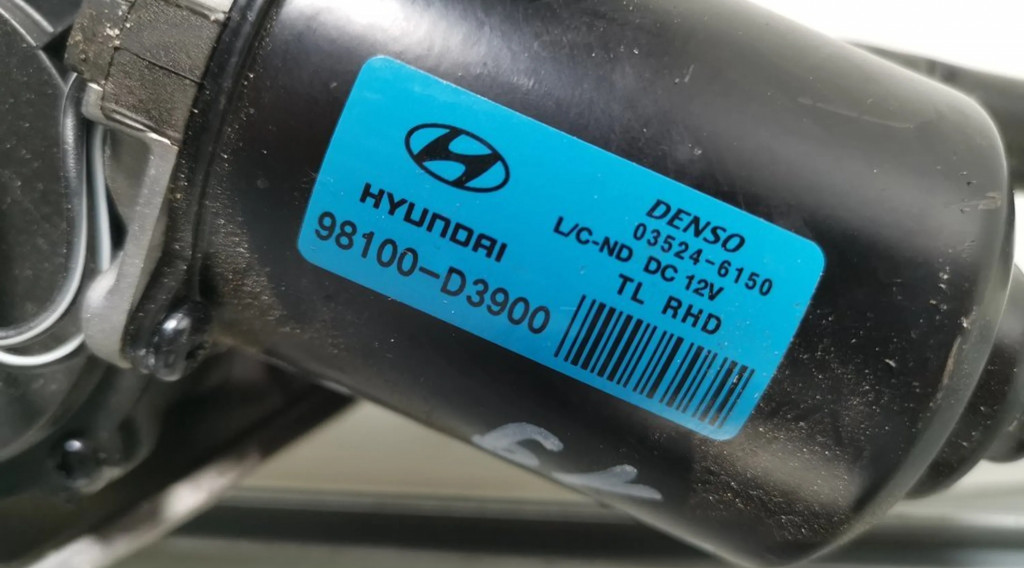 HYUNDAI
98100-D3900
DENSO
03524-6150
L/C-ND DC 12V
TL RHD